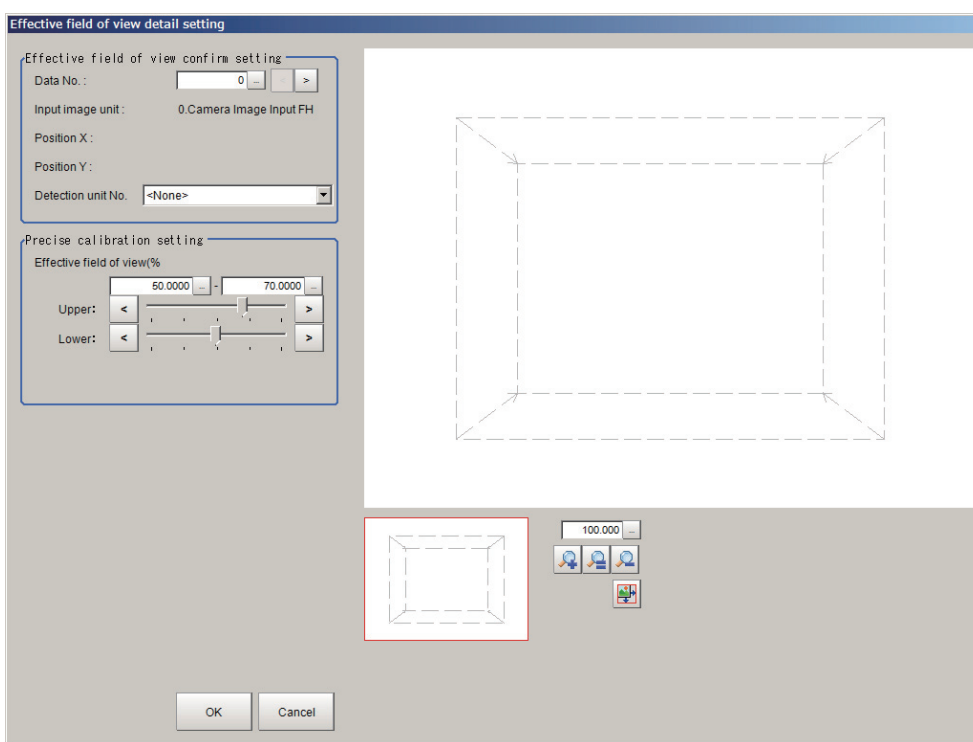 Effective field of view detail setting
Effective field of view confirm setting
Data No. : 0 ... < >
Input image unit : 0.Camera Image Input FH
Position X :
Position Y :
Detection unit No. <None>
Precise calibration setting
Effective field of view(%
50.0000 ... - 70.0000 ...
Upper: < >
Lower: < >
100.000 ...
OK Cancel